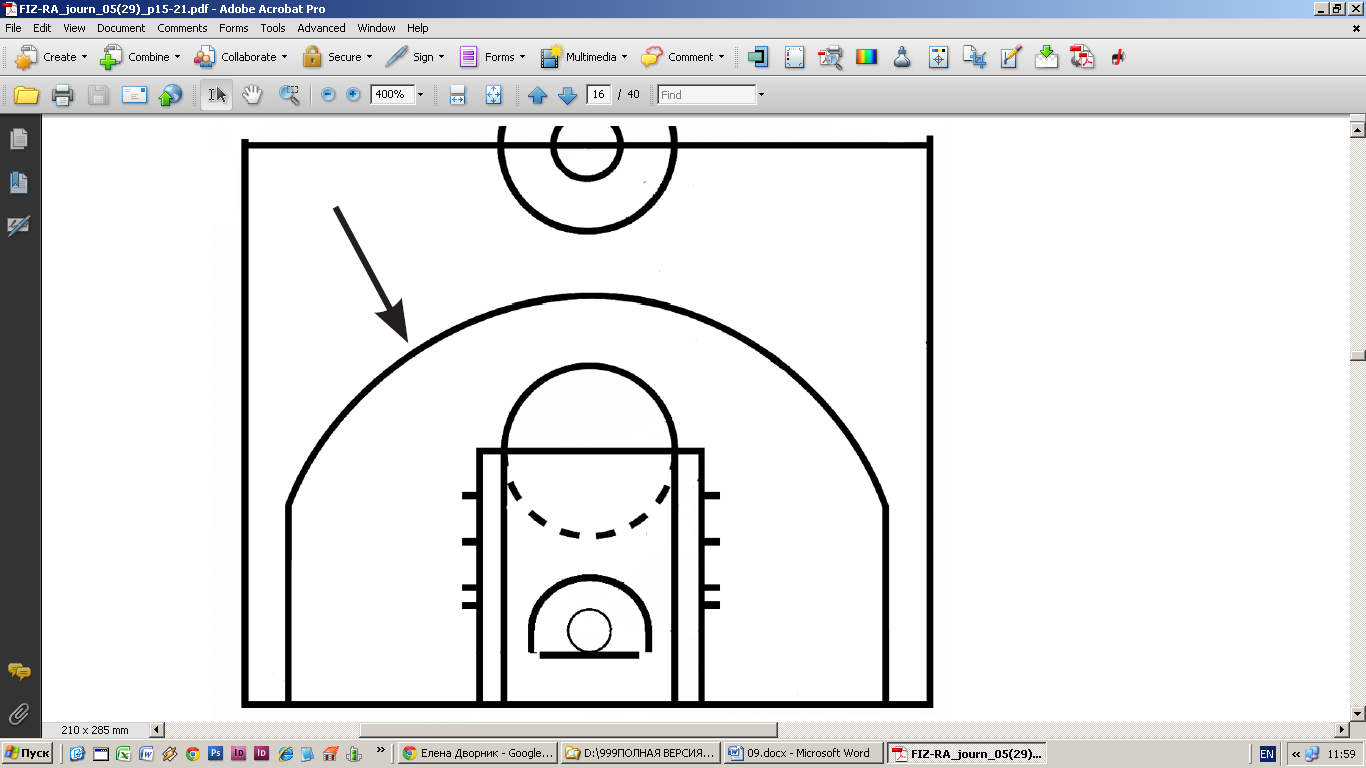 FIZ-RA_journ_05(29)_p15-21.pdf - Adobe Acrobat Pro
File Edit View Document Comments Forms Tools Advanced Window Help
Create Combine Collaborate Secure Sign Forms Multimedia Comment
400% 16 / 40 Find
210 x 285 mm
Пуск Елена Дворник - Google... D:\999ПОЛНАЯ ВЕРСИЯ... 09.docx - Microsoft Word FIZ-RA_journ_05(29)... EN 11:59